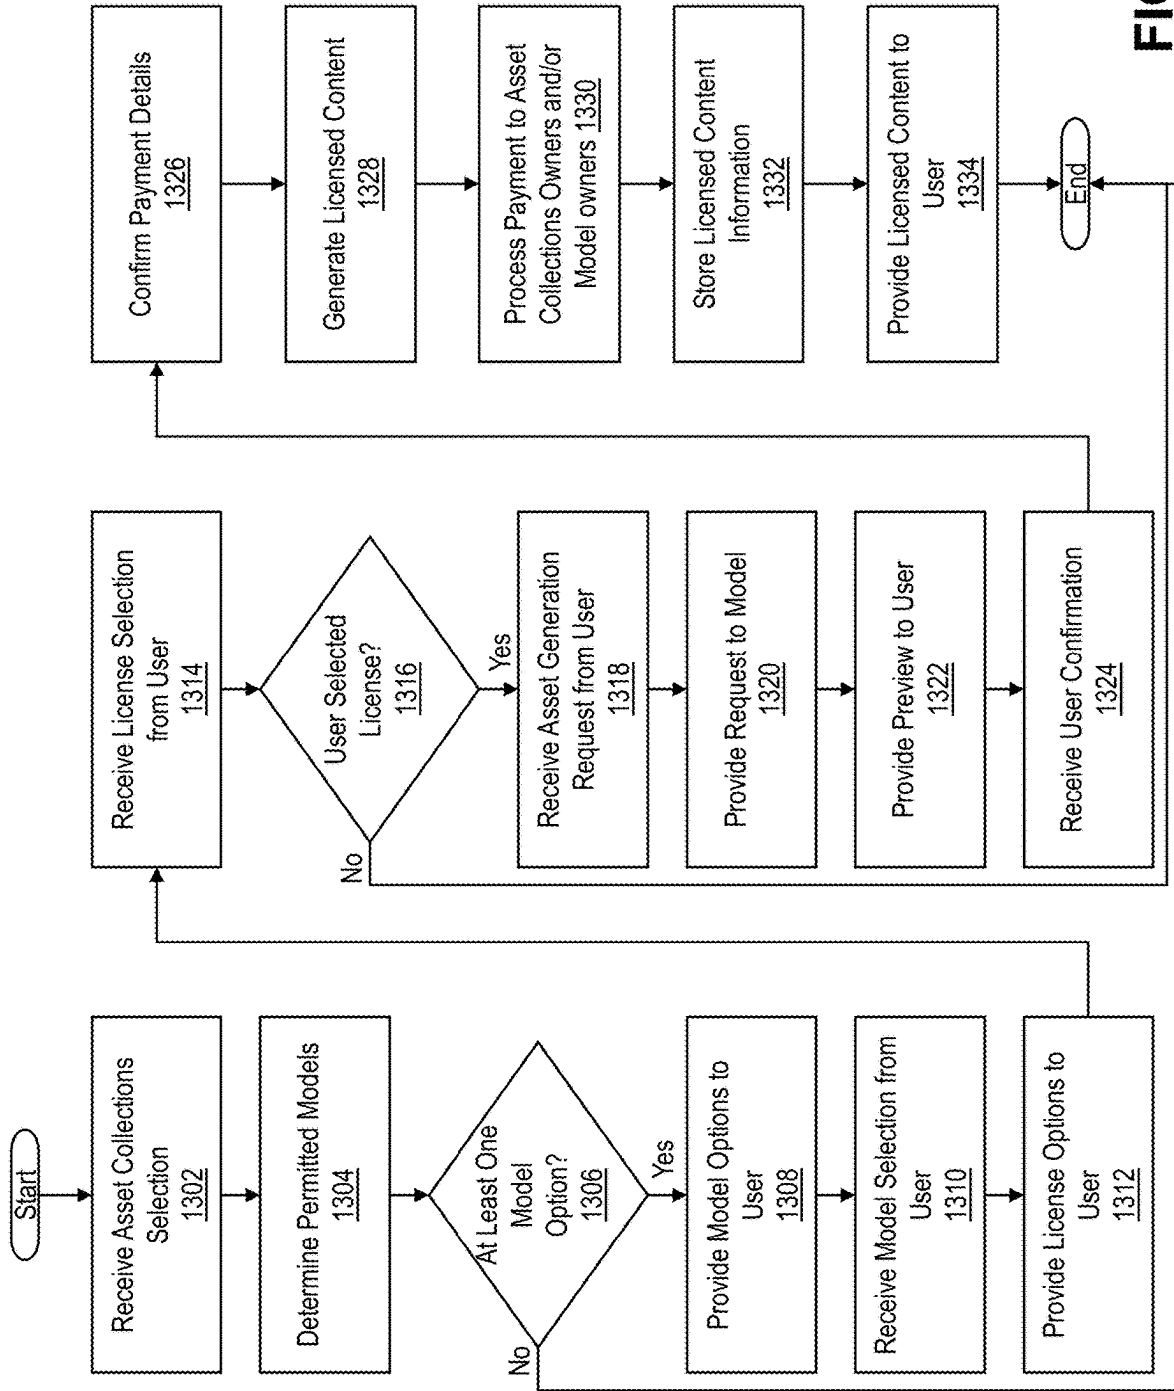 Start
Receive Asset Collections
Selection
1302
Determine Permitted Models
1304
At Least One
Model
Option?
1306
No
Yes
Provide Model Options to
User
1308
Receive Model Selection from
User
1310
Provide License Options to
User
1312
Receive License Selection
from User
1314
User Selected
License?
1316
No
Yes
Receive Asset Generation
Request from User
1318
Provide Request to Model
1320
Provide Preview to User
1322
Receive User Confirmation
1324
Confirm Payment Details
1326
Generate Licensed Content
1328
Process Payment to Asset
Collections Owners and/or
Model owners 1330
Store Licensed Content
Information
1332
Provide Licensed Content to
User
1334
End